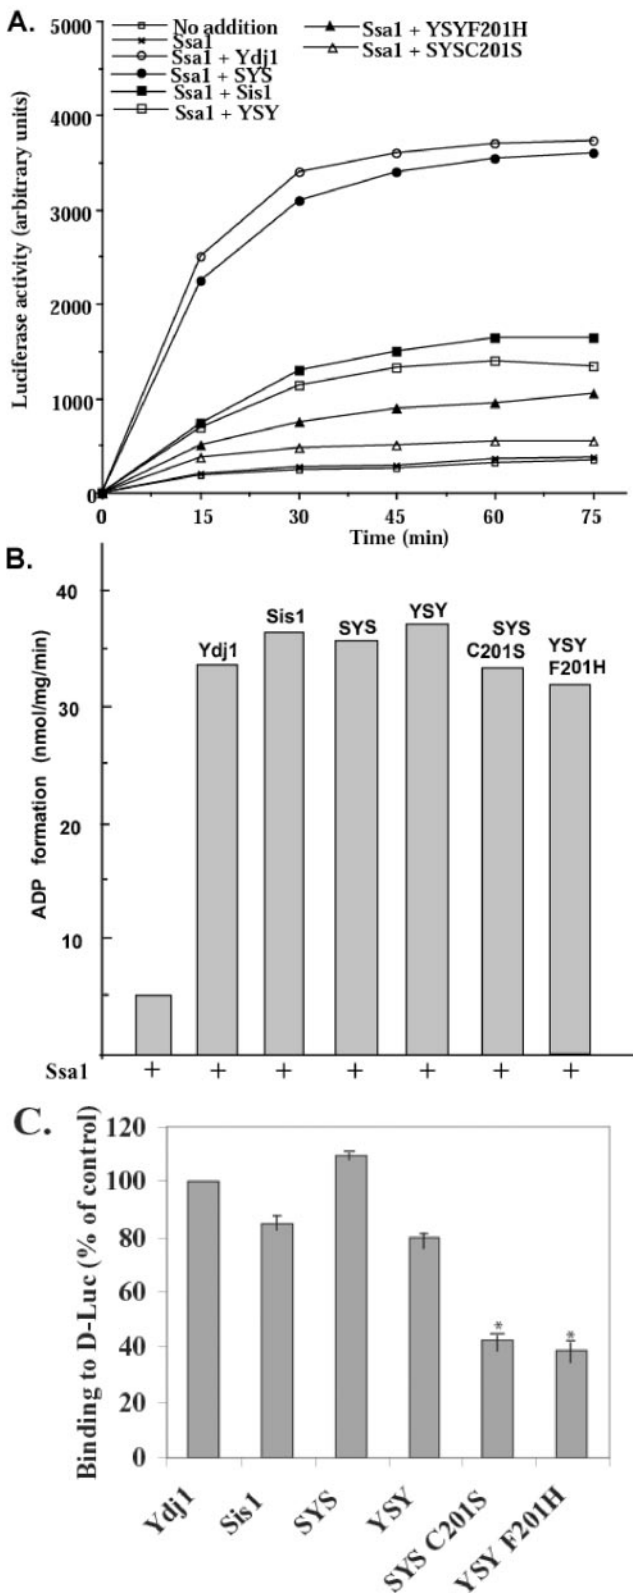 A.
5000
4000
3000
2000
1000
0
Luciferase activity (arbitrary units)
No addition
Ssa1
Ssa1 + Ydj1
Ssa1 + SYS
Ssa1 + Sis1
Ssa1 + YSY
Ssa1 + YSYF201H
Ssa1 + SYSC201S
0 15 30 45 60 75
Time (min)
B.
40
30
20
10
ADP formation (nmol/mg/min)
Ydj1
Sis1
SYS
YSY
SYS
C201S
YSY
F201H
Ssa1 + + + + + + +
C.
120
100
80
60
40
20
0
Binding to D-Luc (% of control)
* *
Ydj1
Sis1
SYS
YSY
SYS C201S
YSY F201H